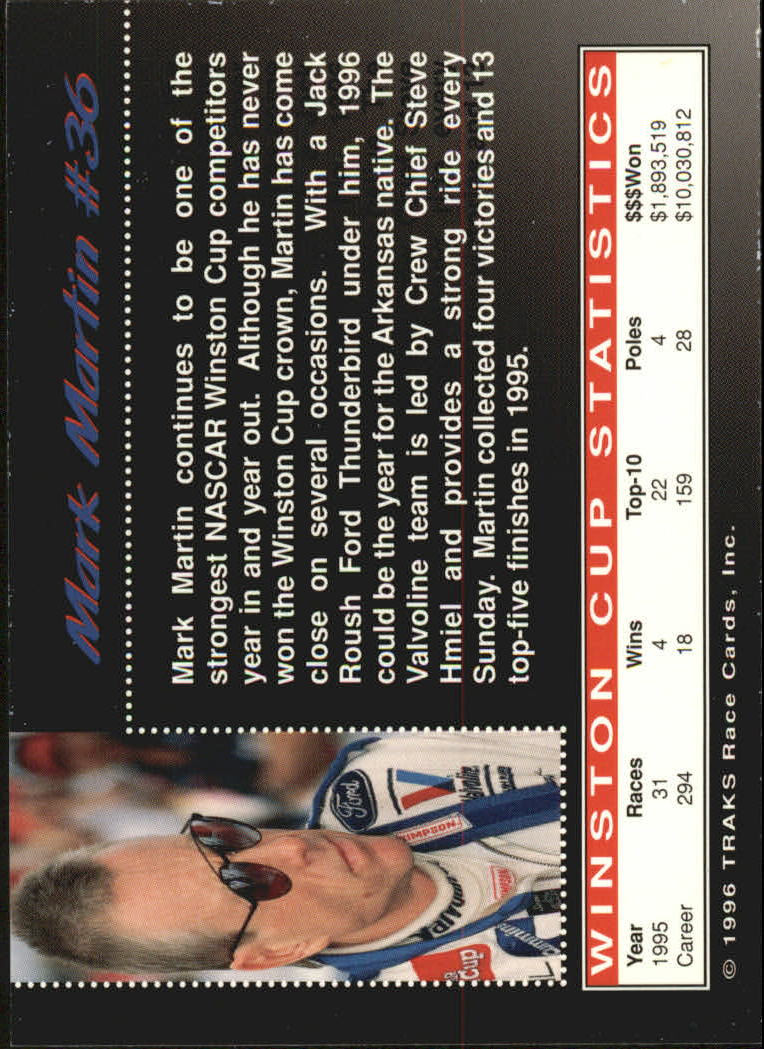 Mark Martin #36
Mark Martin continues to be one of the
strongest NASCAR Winston Cup competitors
year in and year out. Although he has never
won the Winston Cup crown, Martin has come
close on several occasions. With a Jack
Roush Ford Thunderbird under him, 1996
could be the year for the Arkansas native. The
Valvoline team is led by Crew Chief Steve
Hmiel and provides a strong ride every
Sunday. Martin collected four victories and 13
top-five finishes in 1995.
Ford
SIMPSON
SIMPSON
Cummins
Cup
WINSTON CUP STATISTICS
Year Races Wins Top-10 Poles $$$Won
1995 31 4 22 4 $1,893,519
Career 294 18 159 28 $10,030,812
© 1996 TRAKS Race Cards, Inc.